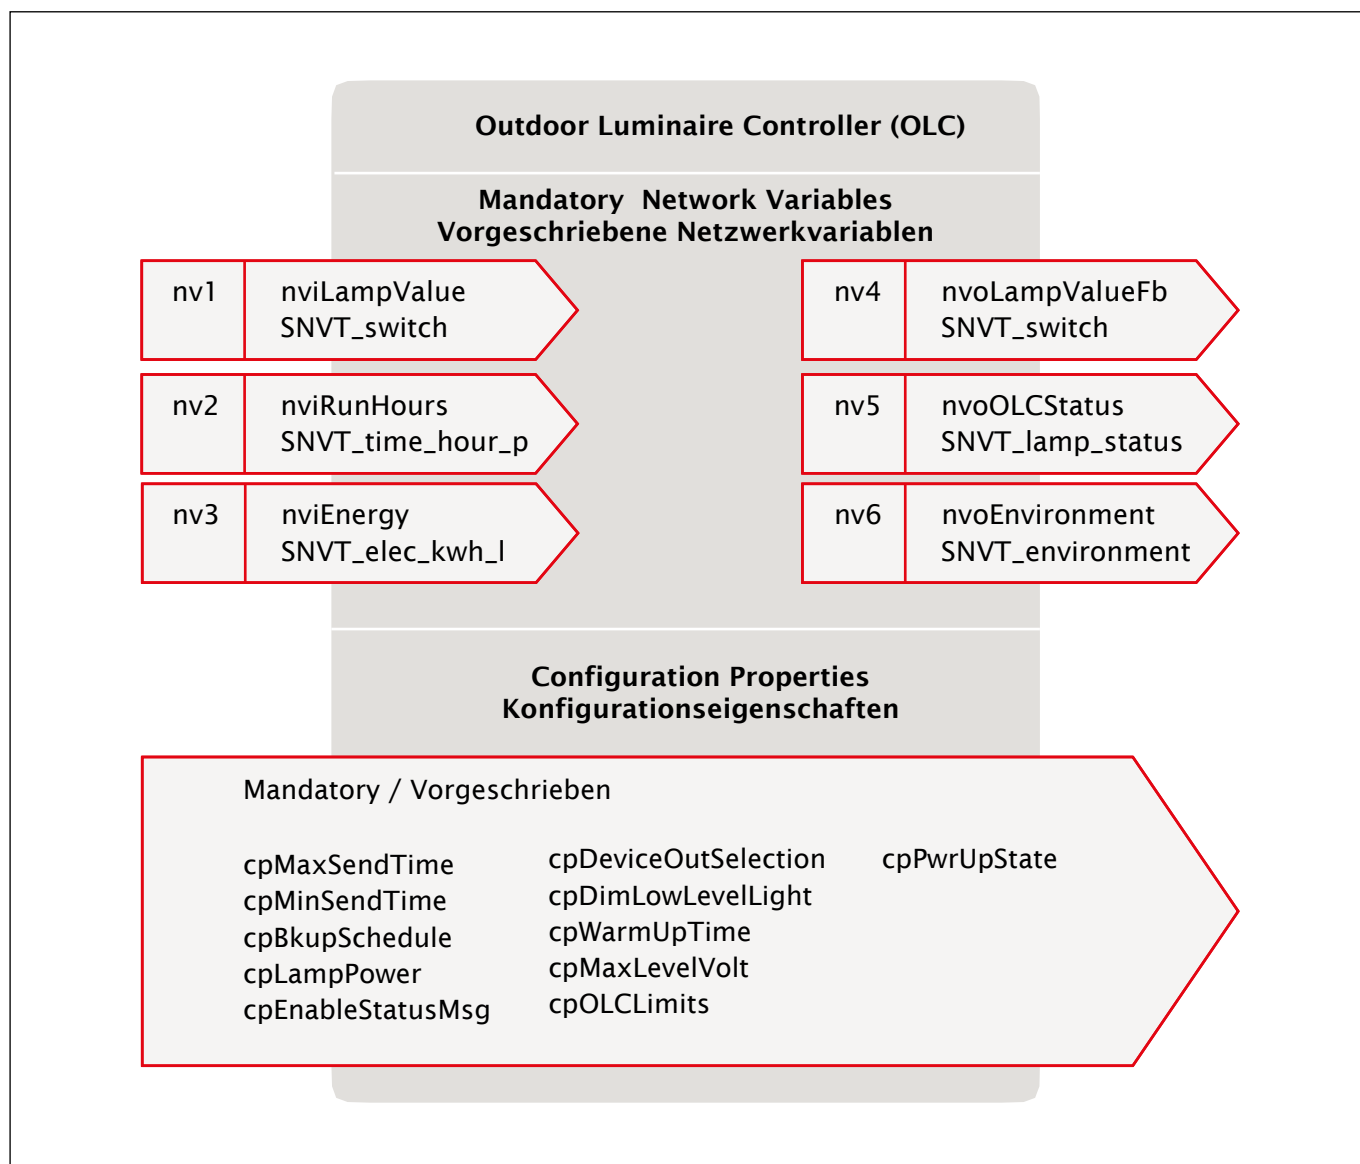 Outdoor Luminaire Controller (OLC)
Mandatory  Network Variables
Vorgeschriebene Netzwerkvariablen
nv1
nviLampValue
SNVT_switch
nv2
nviRunHours
SNVT_time_hour_p
nv3
nviEnergy
SNVT_elec_kwh_l
nv4
nvoLampValueFb
SNVT_switch
nv5
nvoOLCStatus
SNVT_lamp_status
nv6
nvoEnvironment
SNVT_environment
Configuration Properties
Konfigurationseigenschaften
Mandatory / Vorgeschrieben
cpMaxSendTime
cpMinSendTime
cpBkupSchedule
cpLampPower
cpEnableStatusMsg
cpDeviceOutSelection
cpDimLowLevelLight
cpWarmUpTime
cpMaxLevelVolt
cpOLCLimits
cpPwrUpState